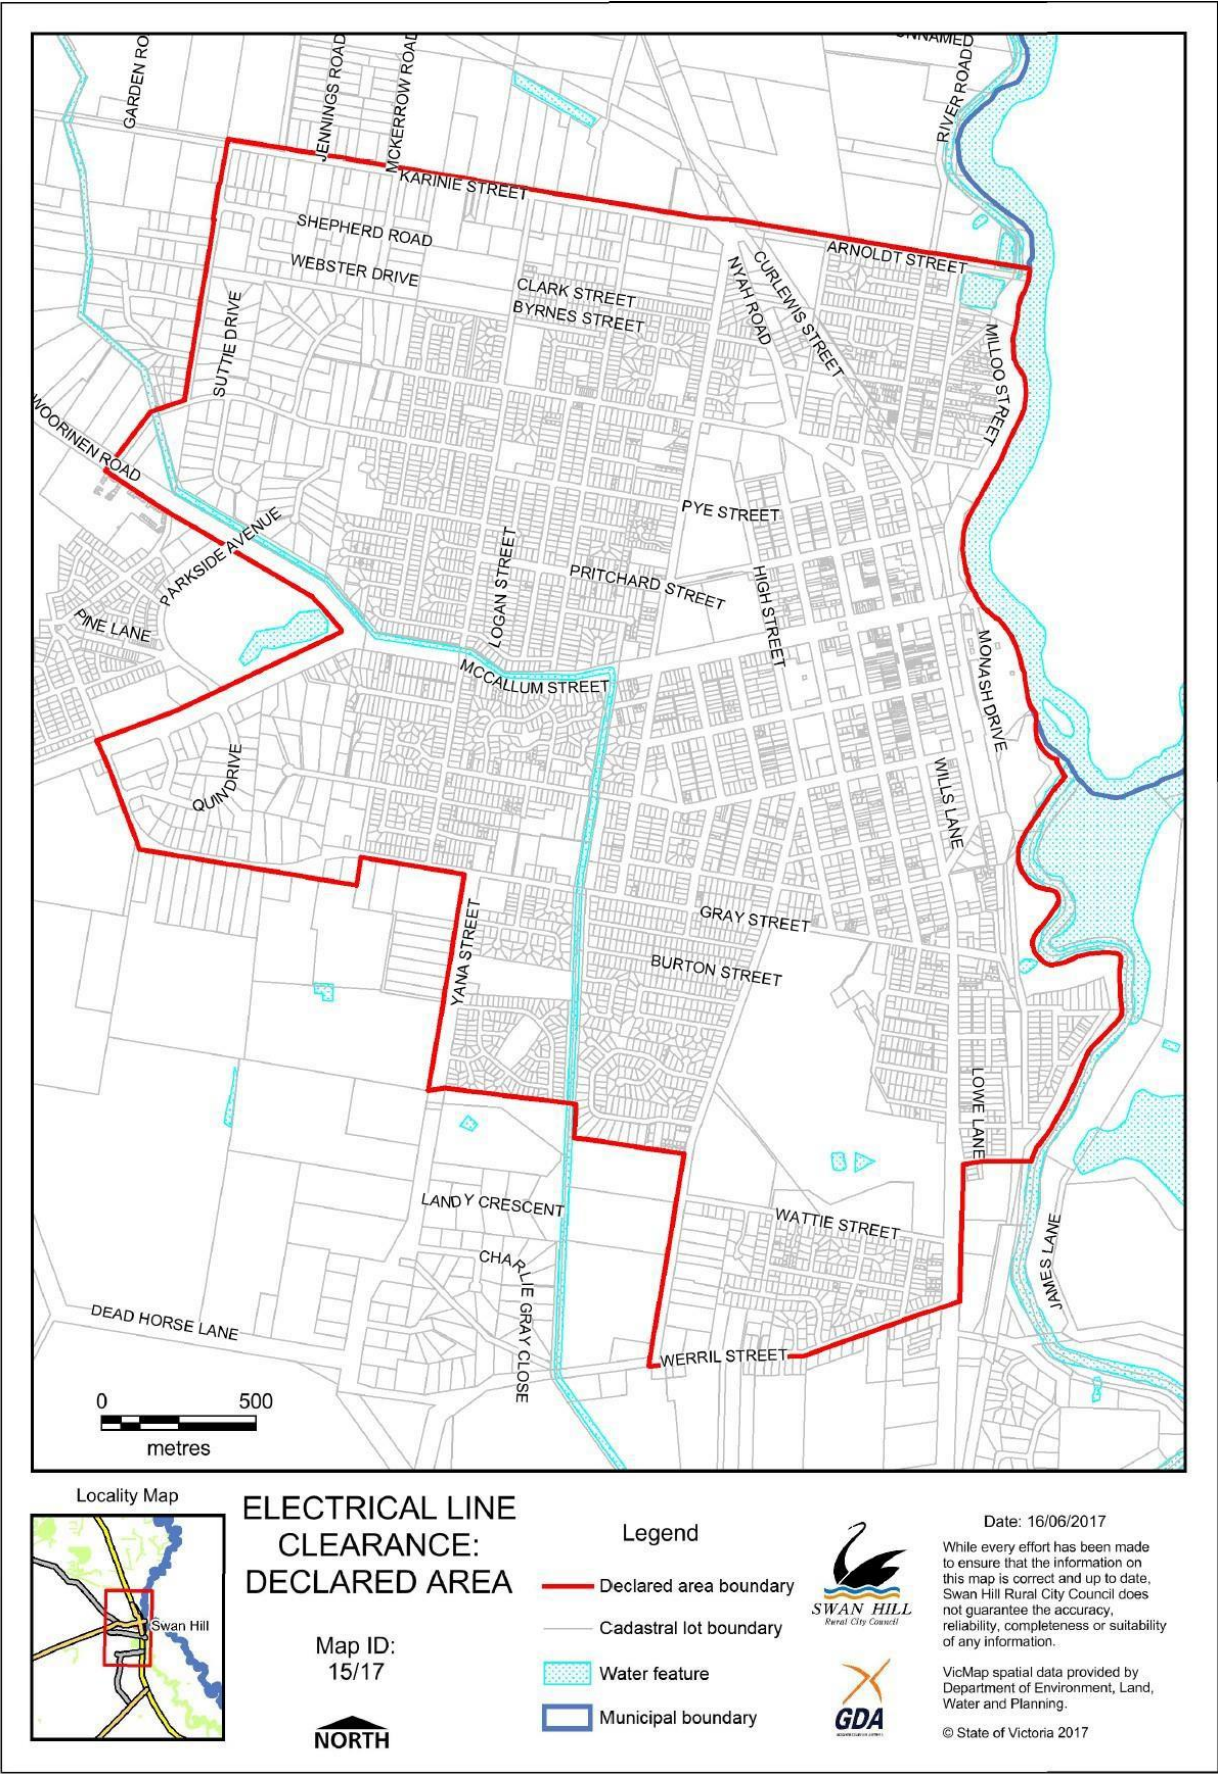 GARDEN RO
JENNINGS ROAD
MCKERROW ROAD
RIVER ROAD
KARINIE STREET
SHEPHERD ROAD
WEBSTER DRIVE
ARNOLDT STREET
CLARK STREET
BYRNES STREET
NYAH ROAD
CURLEWIS STREET
SUTTIE DRIVE
MILLOO STREET
WOORINEN ROAD
PYE STREET
PARKSIDE AVENUE
LOGAN STREET
PRITCHARD STREET
HIGH STREET
PINE LANE
MCCALLUM STREET
MONASH DRIVE
QUIN DRIVE
WILLS LANE
GRAY STREET
YANA STREET
BURTON STREET
LOWE LANE
LANDY CRESCENT
WATTIE STREET
CHARLIE GRAY CLOSE
JAMES LANE
DEAD HORSE LANE
WERRIL STREET
0 500
metres
Locality Map
Swan Hill
ELECTRICAL LINE
CLEARANCE:
DECLARED AREA
Map ID:
15/17
NORTH
Legend
Declared area boundary
Cadastral lot boundary
Water feature
Municipal boundary
SWAN HILL
Rural City Council
GDA
Date: 16/06/2017
While every effort has been made
to ensure that the information on
this map is correct and up to date,
Swan Hill Rural City Council does
not guarantee the accuracy,
reliability, completeness or suitability
of any information.
VicMap spatial data provided by
Department of Environment, Land,
Water and Planning.
© State of Victoria 2017